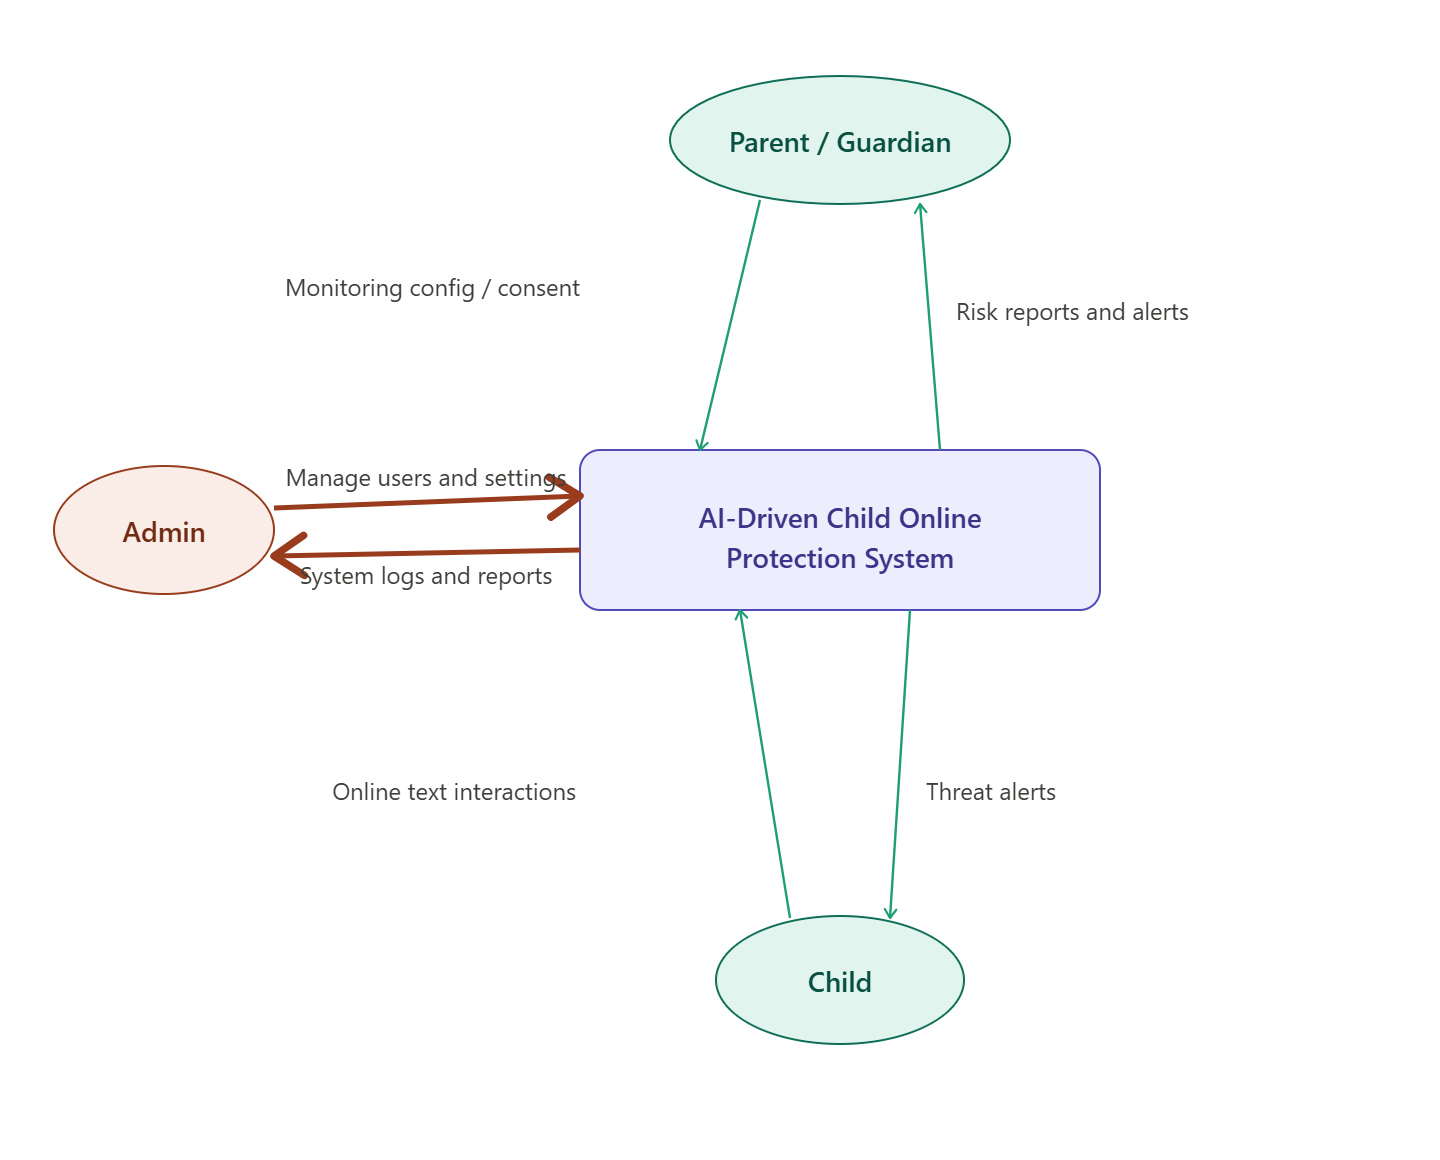 Parent / Guardian
Monitoring config / consent
Risk reports and alerts
Manage users and settings
Admin
AI-Driven Child Online
Protection System
System logs and reports
Online text interactions
Threat alerts
Child